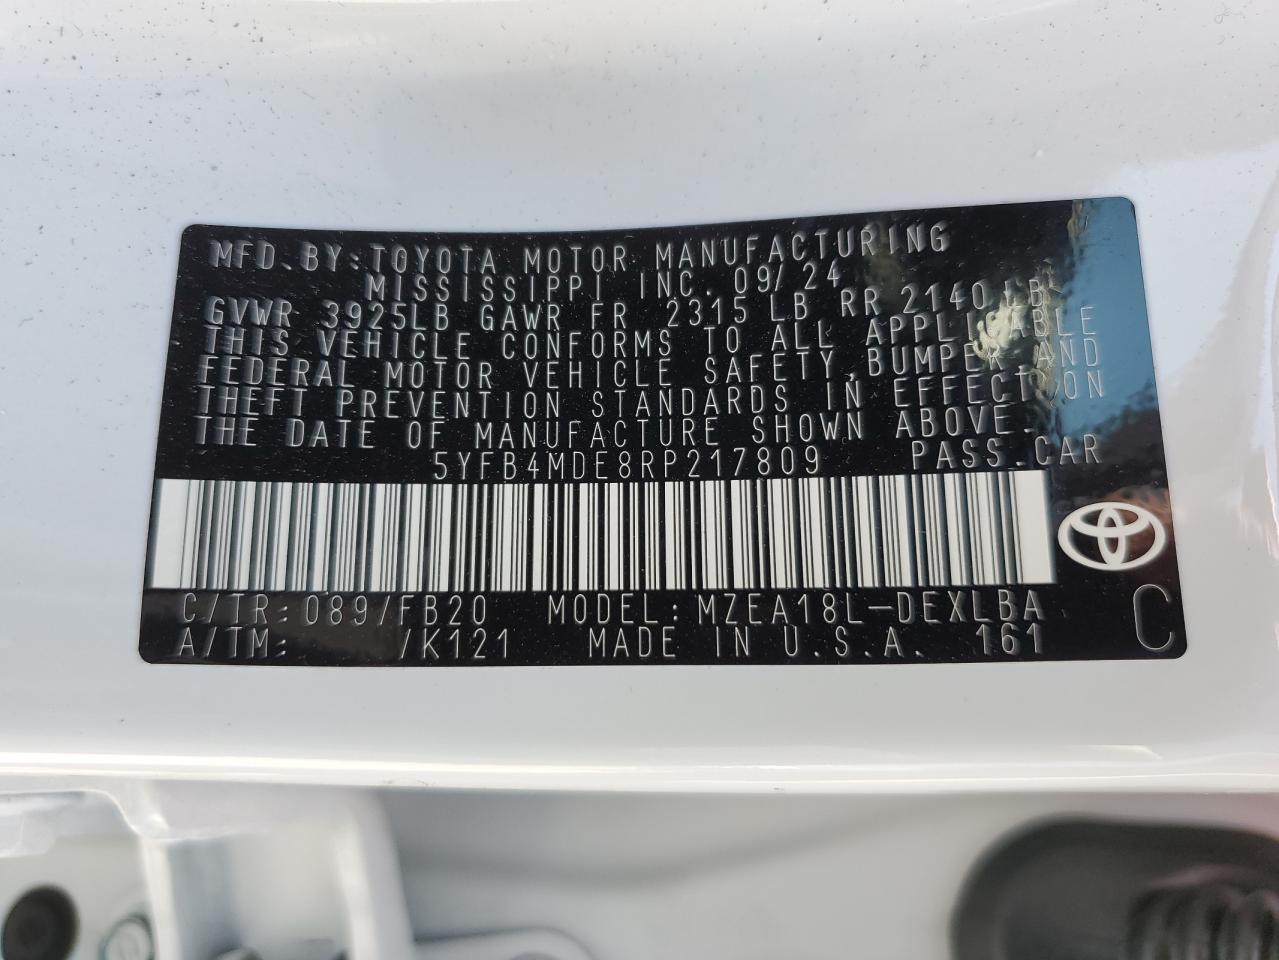 MFD. BY: TOYOTA MOTOR MANUFACTURING
MISSISSIPPI INC. 09/24
GVWR 3925LB GAWR FR 2315 LB RR 2140 LB
THIS VEHICLE CONFORMS TO ALL APPLICABLE
FEDERAL MOTOR VEHICLE SAFETY, BUMPER AND
THEFT PREVENTION STANDARDS IN EFFECT ON
THE DATE OF MANUFACTURE SHOWN ABOVE.
5YFB4MDE8RP217809 PASS. CAR
C/TR: 089/FB20 MODEL: MZEA18L-DEXLBA
A/TM: /K121 MADE IN U.S.A. 161
C